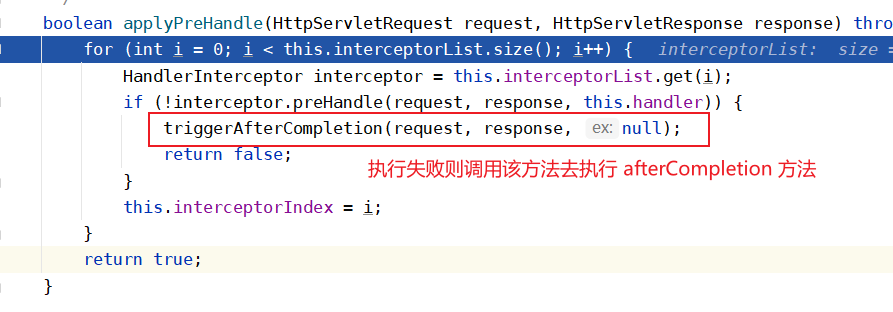 boolean applyPreHandle(HttpServletRequest request, HttpServletResponse response) thro
for (int i = 0; i < this.interceptorList.size(); i++) { interceptorList: size =
HandlerInterceptor interceptor = this.interceptorList.get(i);
if (!interceptor.preHandle(request, response, this.handler)) {
triggerAfterCompletion(request, response, ex: null);
return false;
执行失败则调用该方法去执行 afterCompletion 方法
}
this.interceptorIndex = i;
}
return true;
}